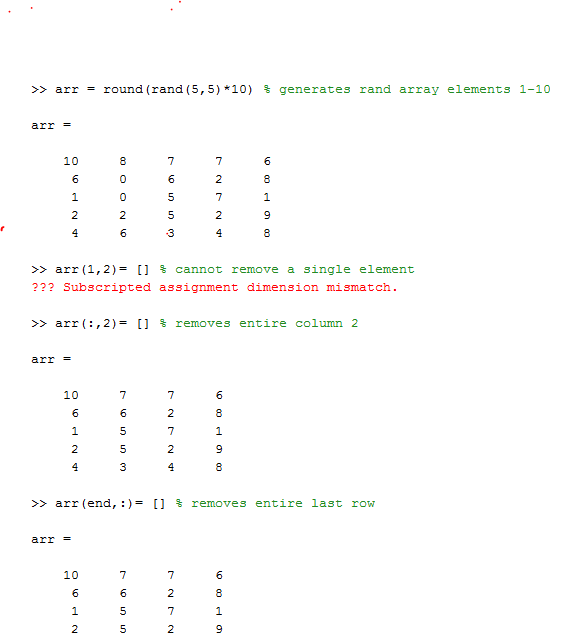 >> arr = round(rand(5,5)*10) % generates rand array elements 1-10
arr =
10 8 7 7 6
6 0 6 2 8
1 0 5 7 1
2 2 5 2 9
4 6 3 4 8
>> arr(1,2)= [] % cannot remove a single element
??? Subscripted assignment dimension mismatch.
>> arr(:,2)= [] % removes entire column 2
arr =
10 7 7 6
6 6 2 8
1 5 7 1
2 5 2 9
4 3 4 8
>> arr(end,:)= [] % removes entire last row
arr =
10 7 7 6
6 6 2 8
1 5 7 1
2 5 2 9